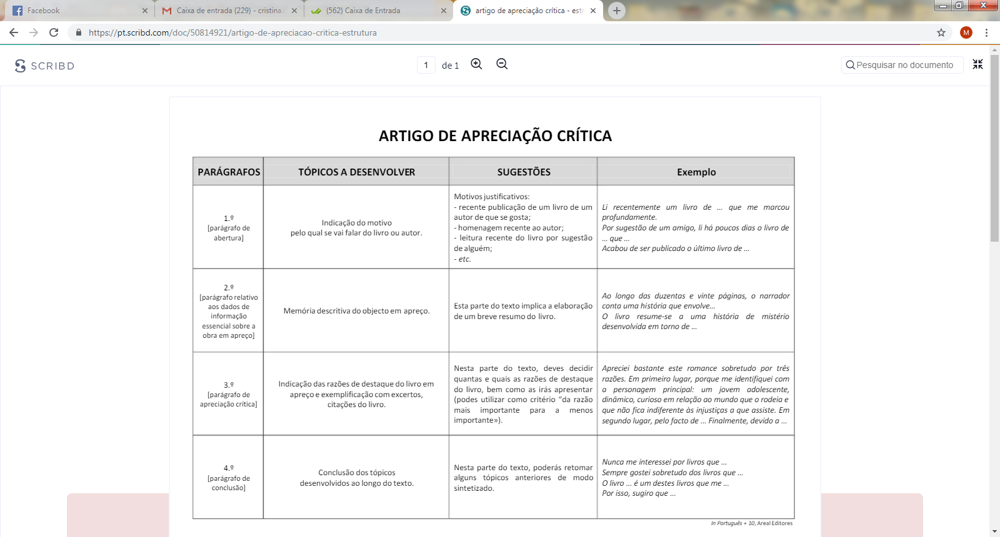 Facebook
Caixa de entrada (229) - cristina.
(562) Caixa de Entrada
artigo de apreciação crítica - estr
https://pt.scribd.com/doc/50814921/artigo-de-apreciacao-critica-estrutura
M
SCRIBD
1 de 1
Pesquisar no documento
ARTIGO DE APRECIAÇÃO CRÍTICA
PARÁGRAFOS
TÓPICOS A DESENVOLVER
SUGESTÕES
Exemplo
1.º
[parágrafo de
abertura]
Indicação do motivo
pelo qual se vai falar do livro ou autor.
Motivos justificativos:
- recente publicação de um livro de um
autor de que se gosta;
- homenagem recente ao autor;
- leitura recente do livro por sugestão
de alguém;
- etc.
Li recentemente um livro de ... que me marcou
profundamente.
Por sugestão de um amigo, li há poucos dias o livro de
... que ...
Acabou de ser publicado o último livro de ...
2.º
[parágrafo relativo
aos dados de
informação
essencial sobre a
obra em apreço]
Memória descritiva do objecto em apreço.
Esta parte do texto implica a elaboração
de um breve resumo do livro.
Ao longo das duzentas e vinte páginas, o narrador
conta uma história que envolve...
O livro resume-se a uma história de mistério
desenvolvida em torno de ...
3.º
[parágrafo de
apreciação crítica]
Indicação das razões de destaque do livro em
apreço e exemplificação com excertos,
citações do livro.
Nesta parte do texto, deves decidir
quantas e quais as razões de destaque
do livro, bem como as irás apresentar
(podes utilizar como critério “da razão
mais importante para a menos
importante»).
Apreciei bastante este romance sobretudo por três
razões. Em primeiro lugar, porque me identifiquei com
a personagem principal: um jovem adolescente,
dinâmico, curioso em relação ao mundo que o rodeia e
que não fica indiferente às injustiças a que assiste. Em
segundo lugar, pelo facto de ... Finalmente, devido a ...
4.º
[parágrafo de
conclusão]
Conclusão dos tópicos
desenvolvidos ao longo do texto.
Nesta parte do texto, poderás retomar
alguns tópicos anteriores de modo
sintetizado.
Nunca me interessei por livros que ...
Sempre gostei sobretudo dos livros que ...
O livro ... é um destes livros que me ...
Por isso, sugiro que ...
In Português + 10, Areal Editores